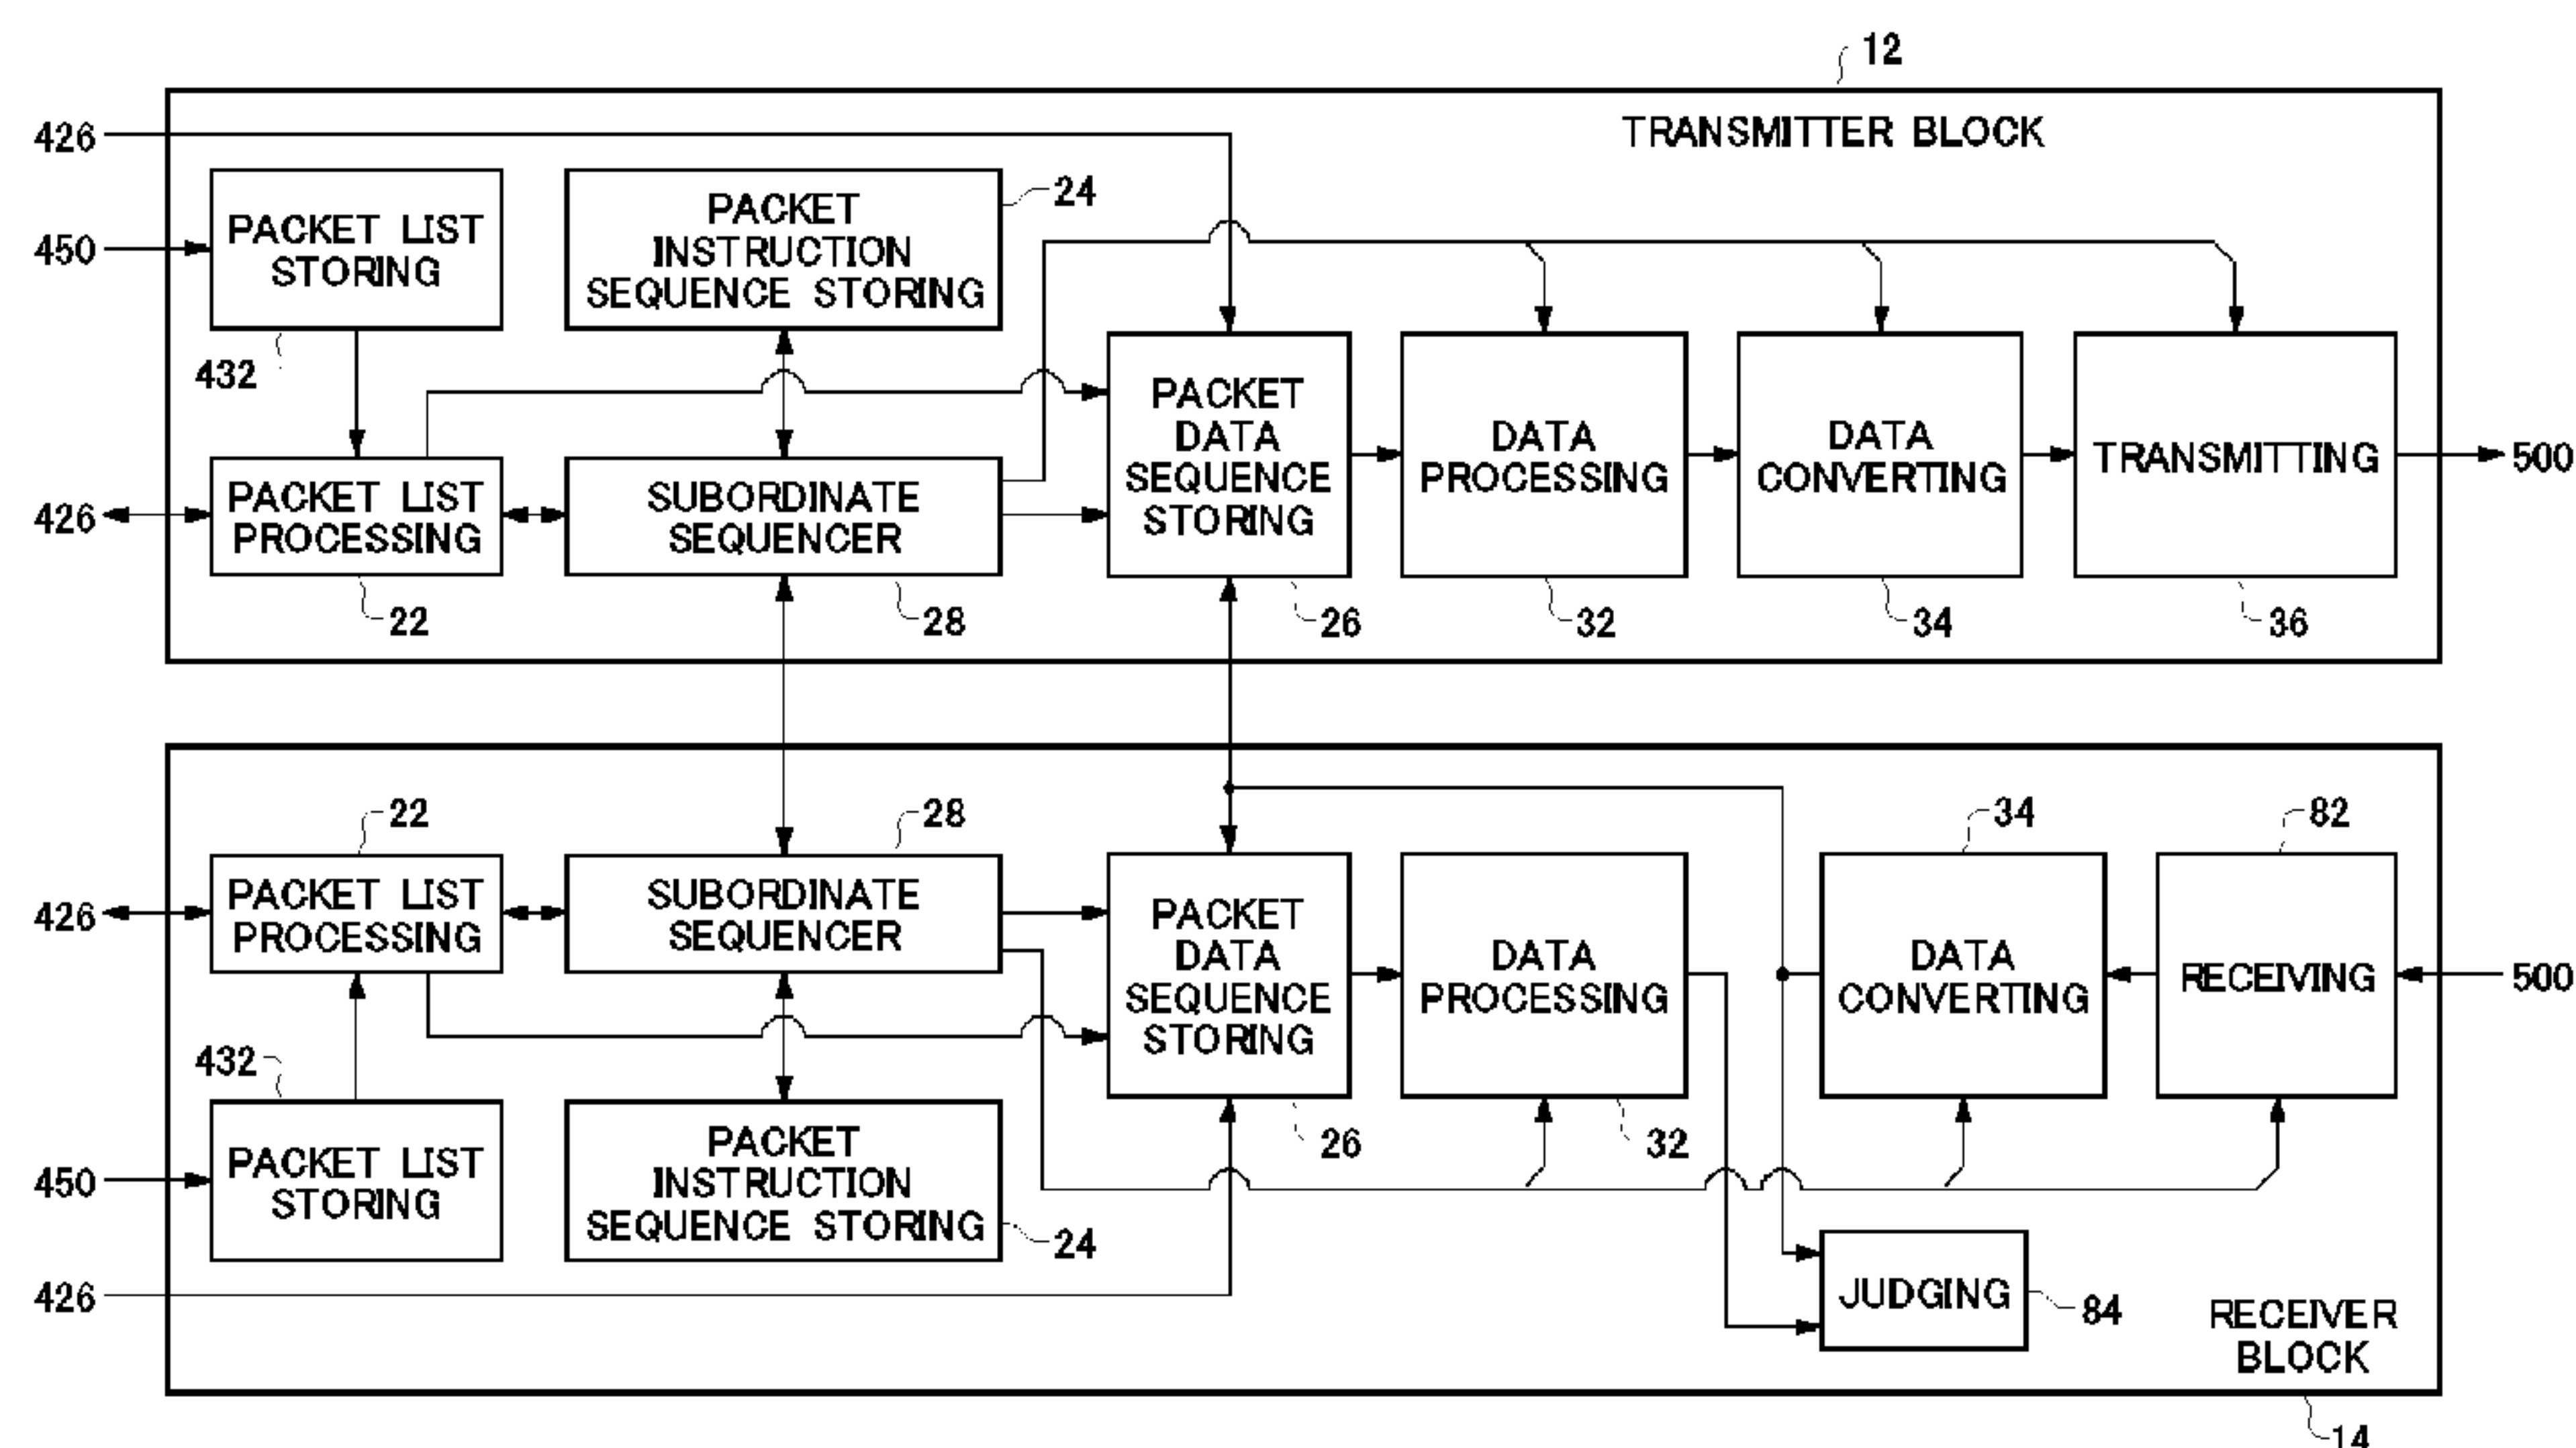 12
TRANSMITTER BLOCK
426
450
PACKET LIST
STORING
432
PACKET
INSTRUCTION
SEQUENCE STORING
24
426
PACKET LIST
PROCESSING
22
SUBORDINATE
SEQUENCER
28
PACKET
DATA
SEQUENCE
STORING
26
DATA
PROCESSING
32
DATA
CONVERTING
34
TRANSMITTING
36
500
22
28
34
82
426
PACKET LIST
PROCESSING
SUBORDINATE
SEQUENCER
PACKET
DATA
SEQUENCE
STORING
26
DATA
PROCESSING
32
DATA
CONVERTING
RECEIVING
500
432
450
PACKET LIST
STORING
PACKET
INSTRUCTION
SEQUENCE STORING
24
426
JUDGING
84
RECEIVER
BLOCK
14